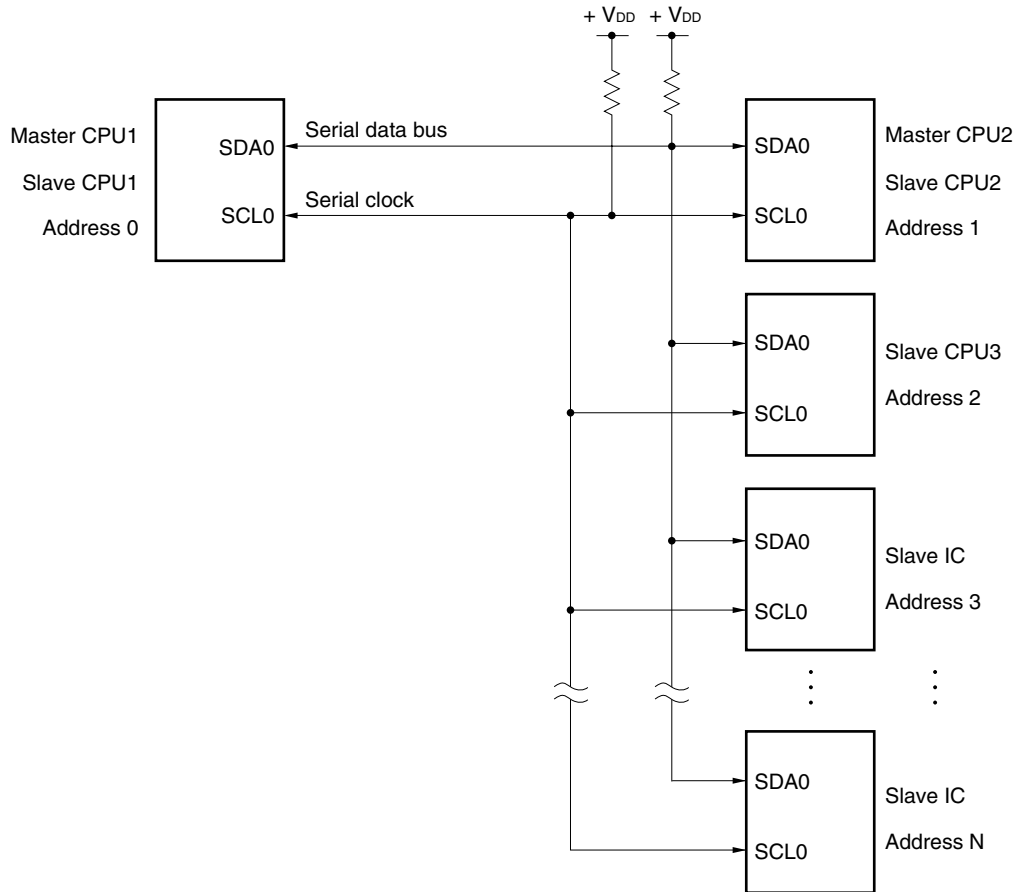 + VDD
+ VDD
Master CPU1
Slave CPU1
Address 0
SDA0
SCL0
Serial data bus
Serial clock
SDA0
SCL0
Master CPU2
Slave CPU2
Address 1
SDA0
SCL0
Slave CPU3
Address 2
SDA0
SCL0
Slave IC
Address 3
SDA0
SCL0
Slave IC
Address N